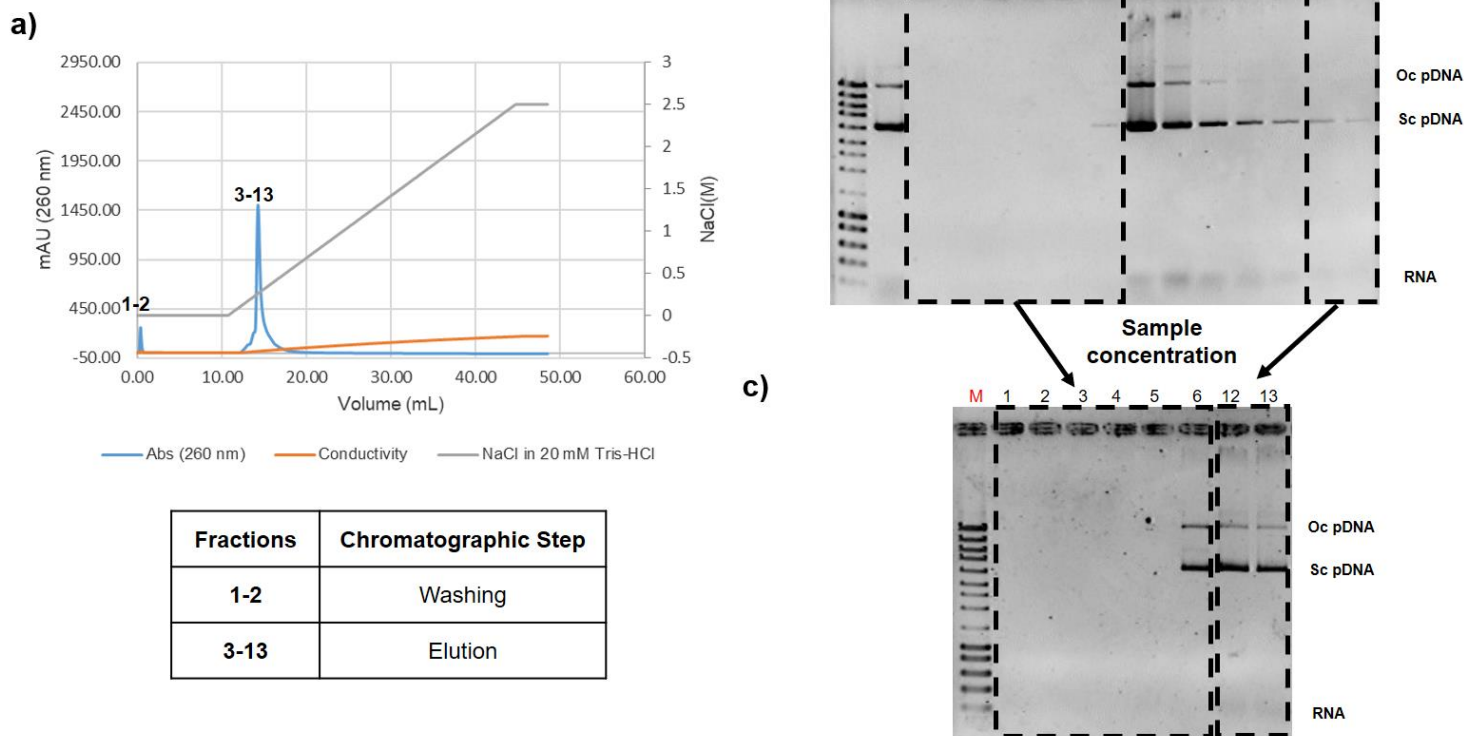 a)
2950.00
2450.00
1950.00
1450.00
950.00
450.00
-50.00
mAU (260 nm)
1-2
3-13
3
2.5
2
1.5
1
0.5
0
-0.5
NaCl(M)
0.00 10.00 20.00 30.00 40.00 50.00 60.00
Volume (mL)
Abs (260 nm) Conductivity NaCl in 20 mM Tris-HCl
Fractions Chromatographic Step
1-2 Washing
3-13 Elution
Oc pDNA
Sc pDNA
RNA
Sample
concentration
c)
M 1 2 3 4 5 6 12 13
Oc pDNA
Sc pDNA
RNA